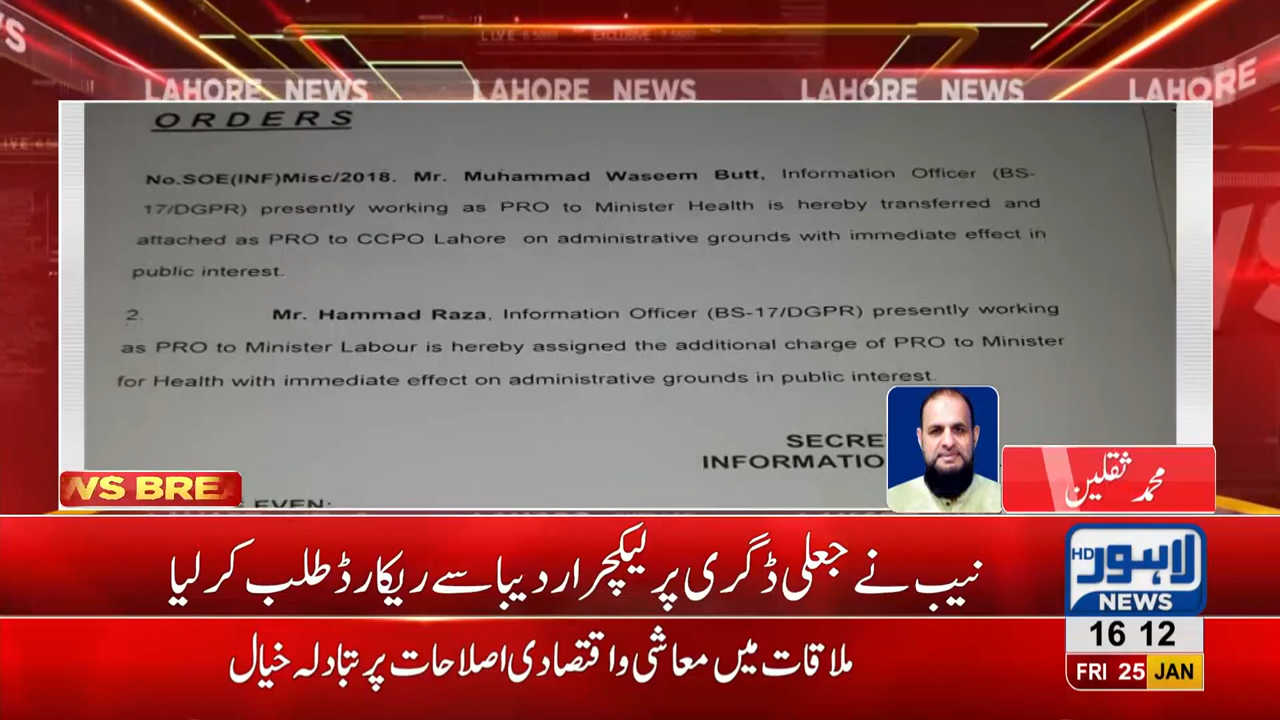 LIVE
EXCLUSIVE
LAHORE NEWS LAHORE NEWS LAHORE NEWS LAHORE
ORDERS
No.SOE(INF)Misc/2018. Mr. Muhammad Waseem Butt, Information Officer (BS-
17/DGPR) presently working as PRO to Minister Health is hereby transferred and
attached as PRO to CCPO Lahore on administrative grounds with immediate effect in
public interest.
2. Mr. Hammad Raza, Information Officer (BS-17/DGPR) presently working
as PRO to Minister Labour is hereby assigned the additional charge of PRO to Minister
for Health with immediate effect on administrative grounds in public interest.
SECRE
INFORMATIO
EVEN:
WS BREA
محمد ثقلین
نیب نے جعلی ڈگری پر لیکچرار دیبا سے ریکارڈ طلب کر لیا
ملاقات میں معاشی و اقتصادی اصلاحات پر تبادلہ خیال
HD
لاہور
NEWS
16 12
FRI 25 JAN